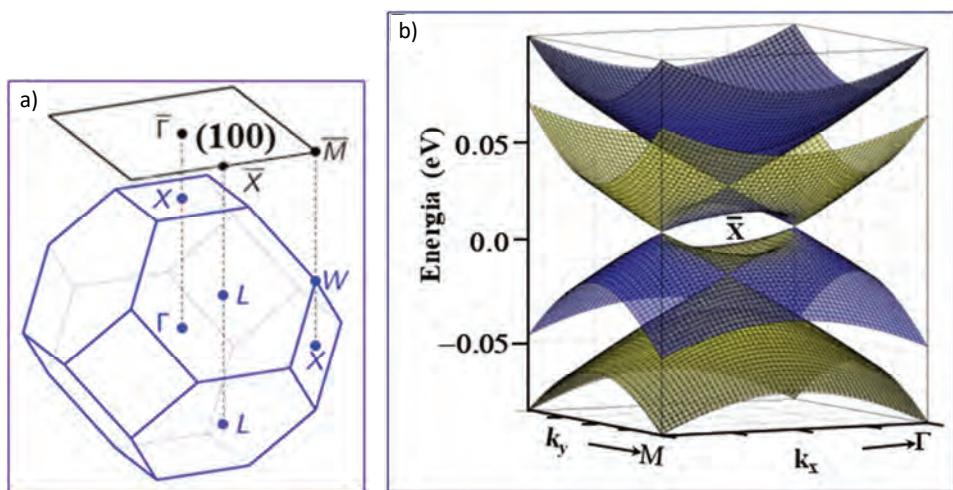 a)
Γ̅
(100)
M̅
X̅
X
W
L
Γ
X
L
b)
Energia (eV)
0.05
0.0
−0.05
X̅
k_y
M
k_x
Γ